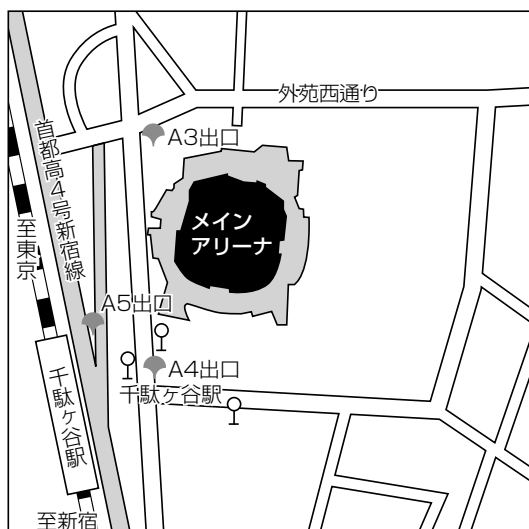 外苑西通り
A3出口
首都高4号新宿線
メイン
アリーナ
至東京
A5出口
A4出口
千駄ヶ谷駅
千駄ヶ谷駅
至新宿